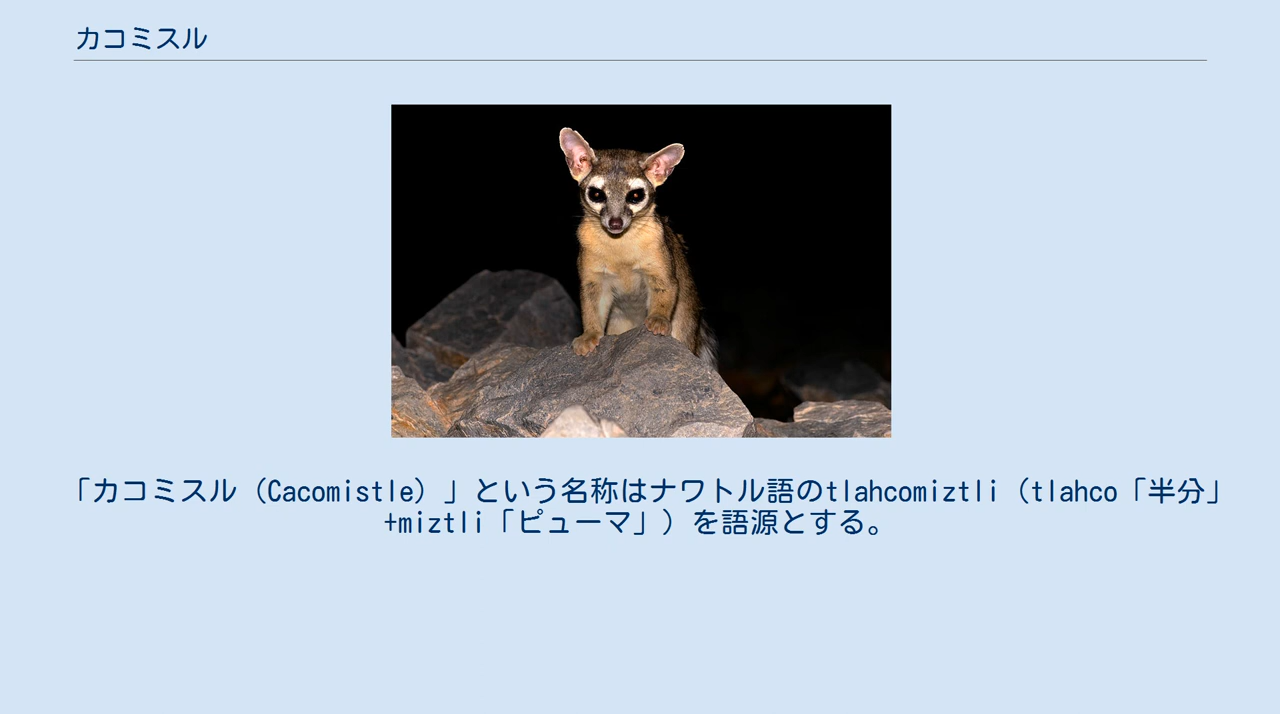 カコミスル
「カコミスル（Cacomistle）」という名称はナワトル語のtlahcomiztli（tlahco「半分」
+miztli「ピューマ」）を語源とする。